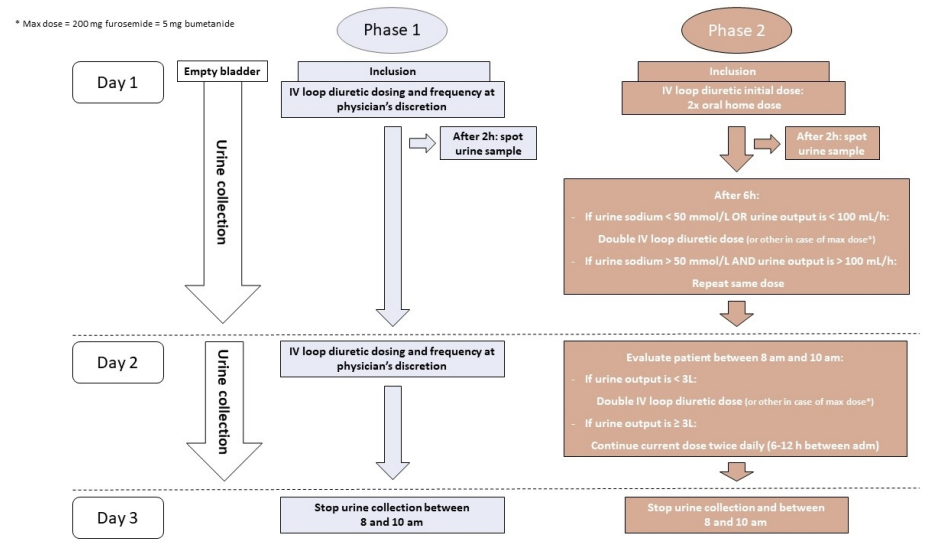 * Max dose = 200 mg furosemide = 5 mg bumetanide
Phase 1
Phase 2
Day 1
Empty bladder
Urine collection
Inclusion
IV loop diuretic dosing and frequency at
physician's discretion
After 2h: spot
urine sample
Inclusion
IV loop diuretic initial dose:
2x oral home dose
After 2h: spot
urine sample
After 6h:
- If urine sodium < 50 mmol/L OR urine output is < 100 mL/h:
Double IV loop diuretic dose (or other in case of max dose*)
- If urine sodium > 50 mmol/L AND urine output is > 100 mL/h:
Repeat same dose
Day 2
Urine collection
IV loop diuretic dosing and frequency at
physician's discretion
Evaluate patient between 8 am and 10 am:
- If urine output is < 3L:
Double IV loop diuretic dose (or other in case of max dose*)
- If urine output is ≥ 3L:
Continue current dose twice daily (6-12 h between adm)
Day 3
Stop urine collection between
8 and 10 am
Stop urine collection and between
8 and 10 am